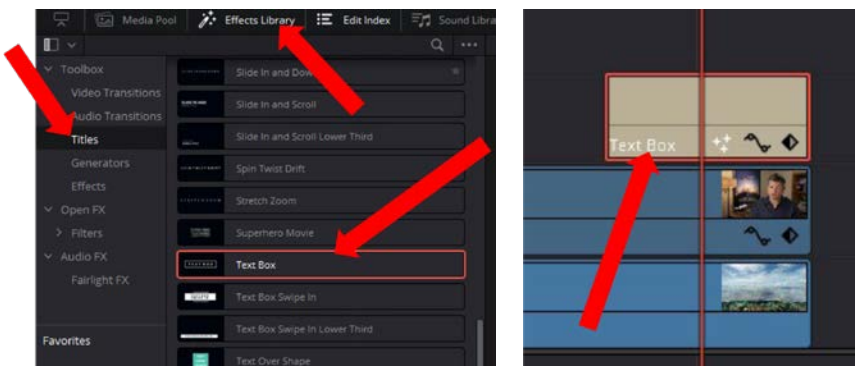 Media Pool Effects Library Edit Index Sound Libra
Toolbox
Video Transitions
Audio Transitions
Titles
Generators
Effects
Open FX
Filters
Audio FX
Fairlight FX
Favorites
Slide In and Dow
Slide In and Scroll
Slide In and Scroll Lower Third
Spin Twist Drift
Stretch Zoom
Superhero Movie
TEXT BOX Text Box
Text Box Swipe In
Text Box Swipe In Lower Third
Text Over Shape
Text Box